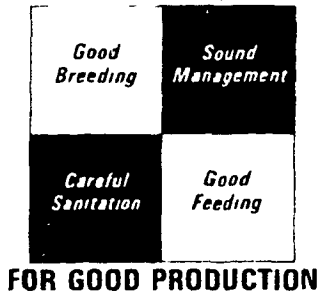 Good
Breeding
Sound
Management
Careful
Sanitation
Good
Feeding
FOR GOOD PRODUCTION